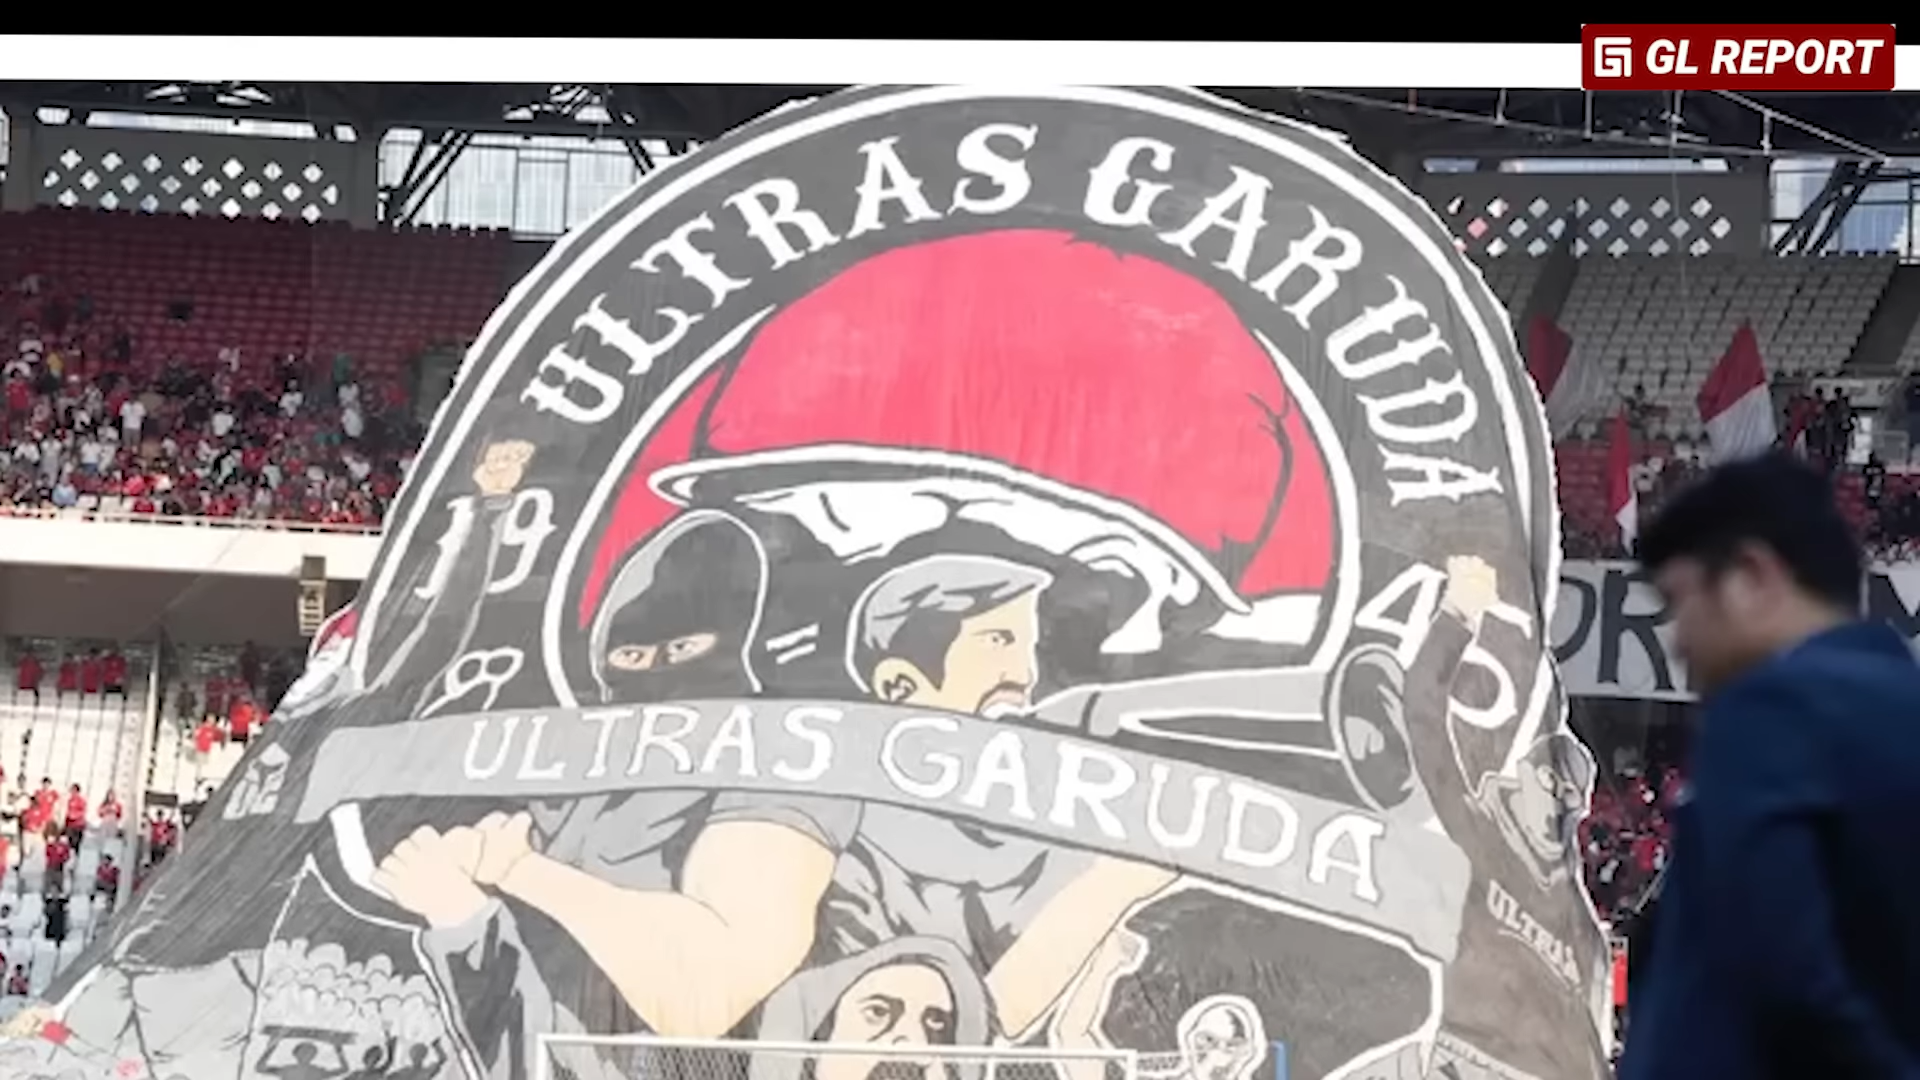 GL REPORT
ULTRAS GARUDA
19
45
ULTRAS GARUDA
ULTRAS